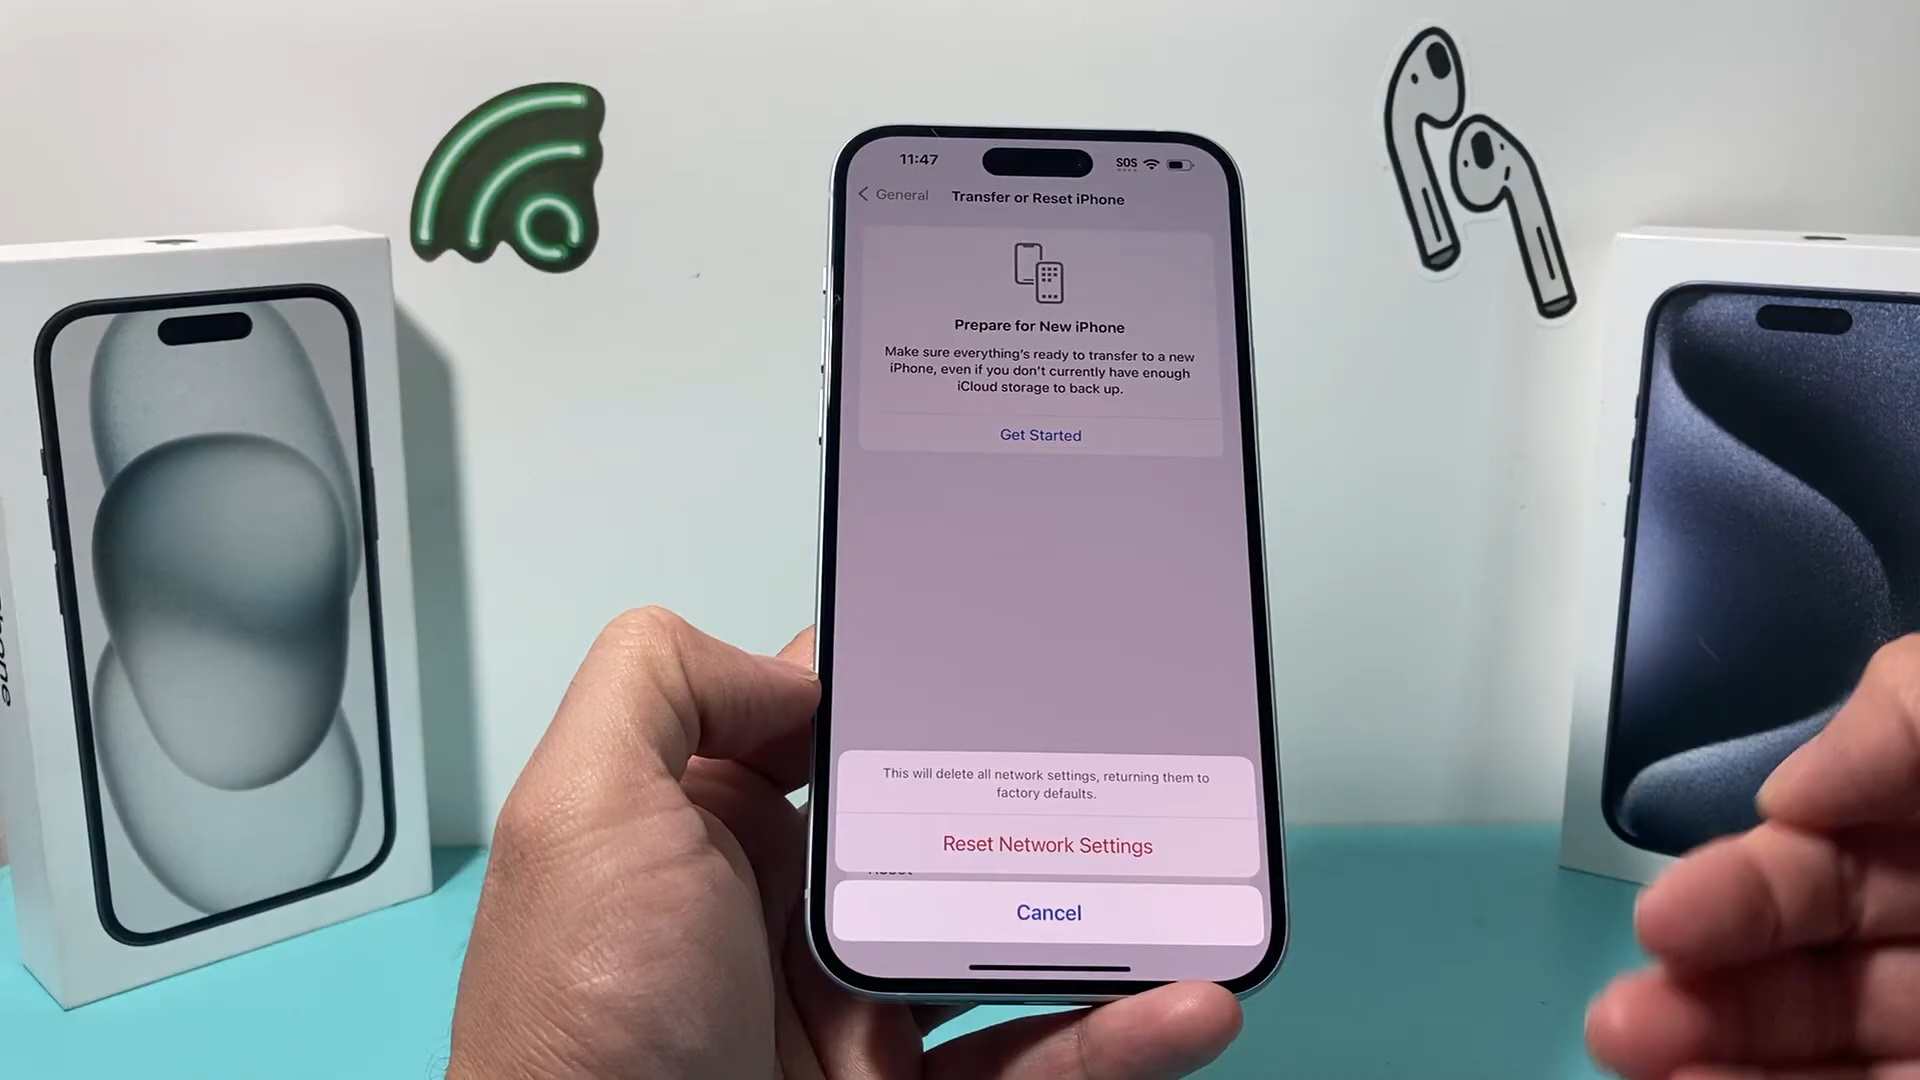 11:47
SOS
General
Transfer or Reset iPhone
Prepare for New iPhone
Make sure everything's ready to transfer to a new
iPhone, even if you don't currently have enough
iCloud storage to back up.
Get Started
This will delete all network settings, returning them to
factory defaults.
Reset Network Settings
Reset
Cancel